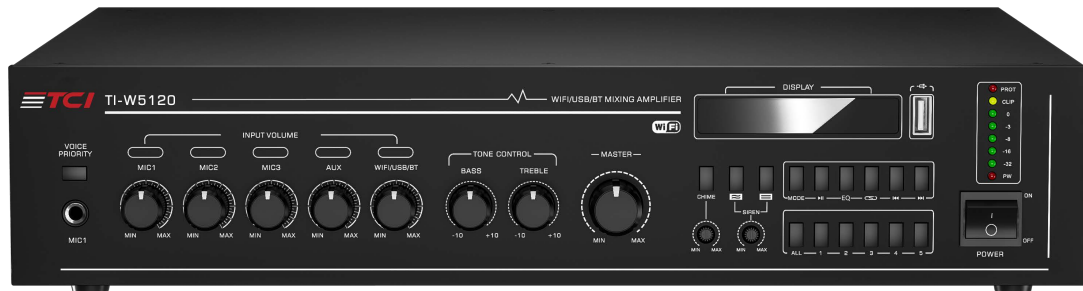 TCI TI-W5120 WIFI/USB/BT MIXING AMPLIFIER
WiFi
DISPLAY
VOICE
PRIORITY
INPUT VOLUME
MIC1 MIC2 MIC3 AUX WIFI/USB/BT
MIN MAX MIN MAX MIN MAX MIN MAX MIN MAX
MIC1
TONE CONTROL
BASS TREBLE
-10 +10 -10 +10
MASTER
MIN MAX
CHIME
SIREN
MIN MAX MIN MAX
MODE EQ
ALL 1 2 3 4 5
PROT
CLIP
0
-3
-8
-16
-32
PW
ON
OFF
POWER